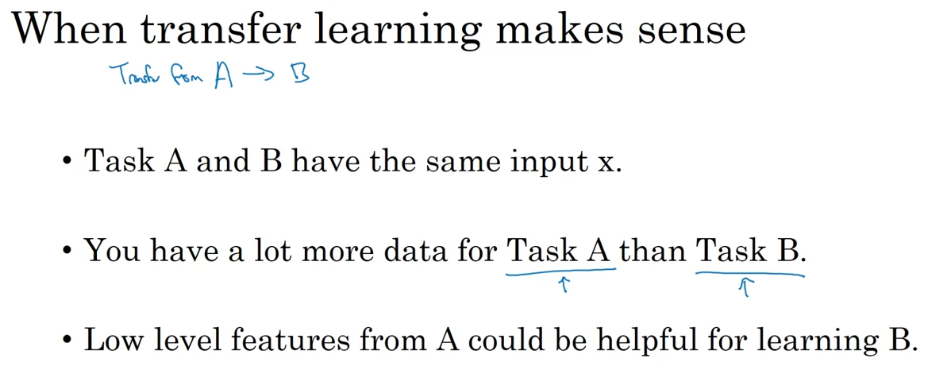 When transfer learning makes sense
Transfer from A → B
• Task A and B have the same input x.
• You have a lot more data for Task A than Task B.
↑ ↑
• Low level features from A could be helpful for learning B.